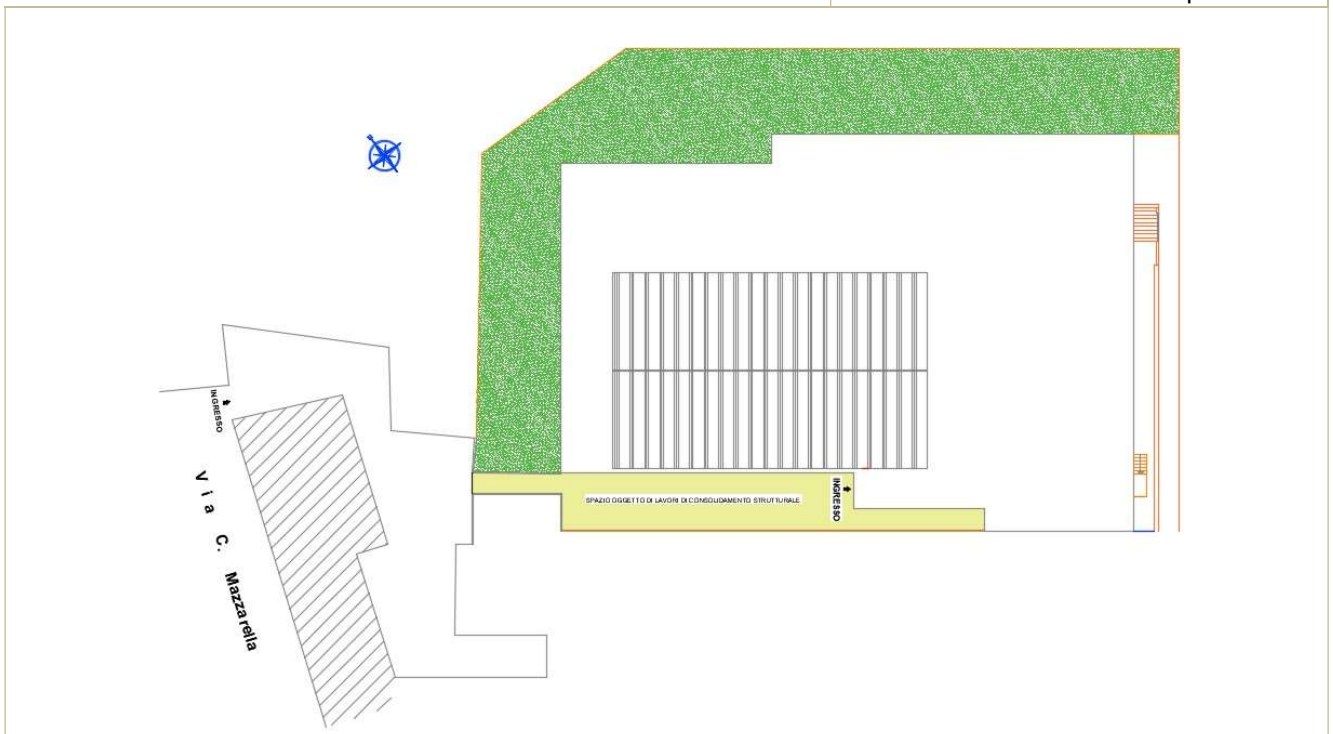 INGRESSO
Via C. Mazzarella
SPAZIO OGGETTO DI LAVORI DI CONSOLIDAMENTO STRUTTURALE
INGRESSO